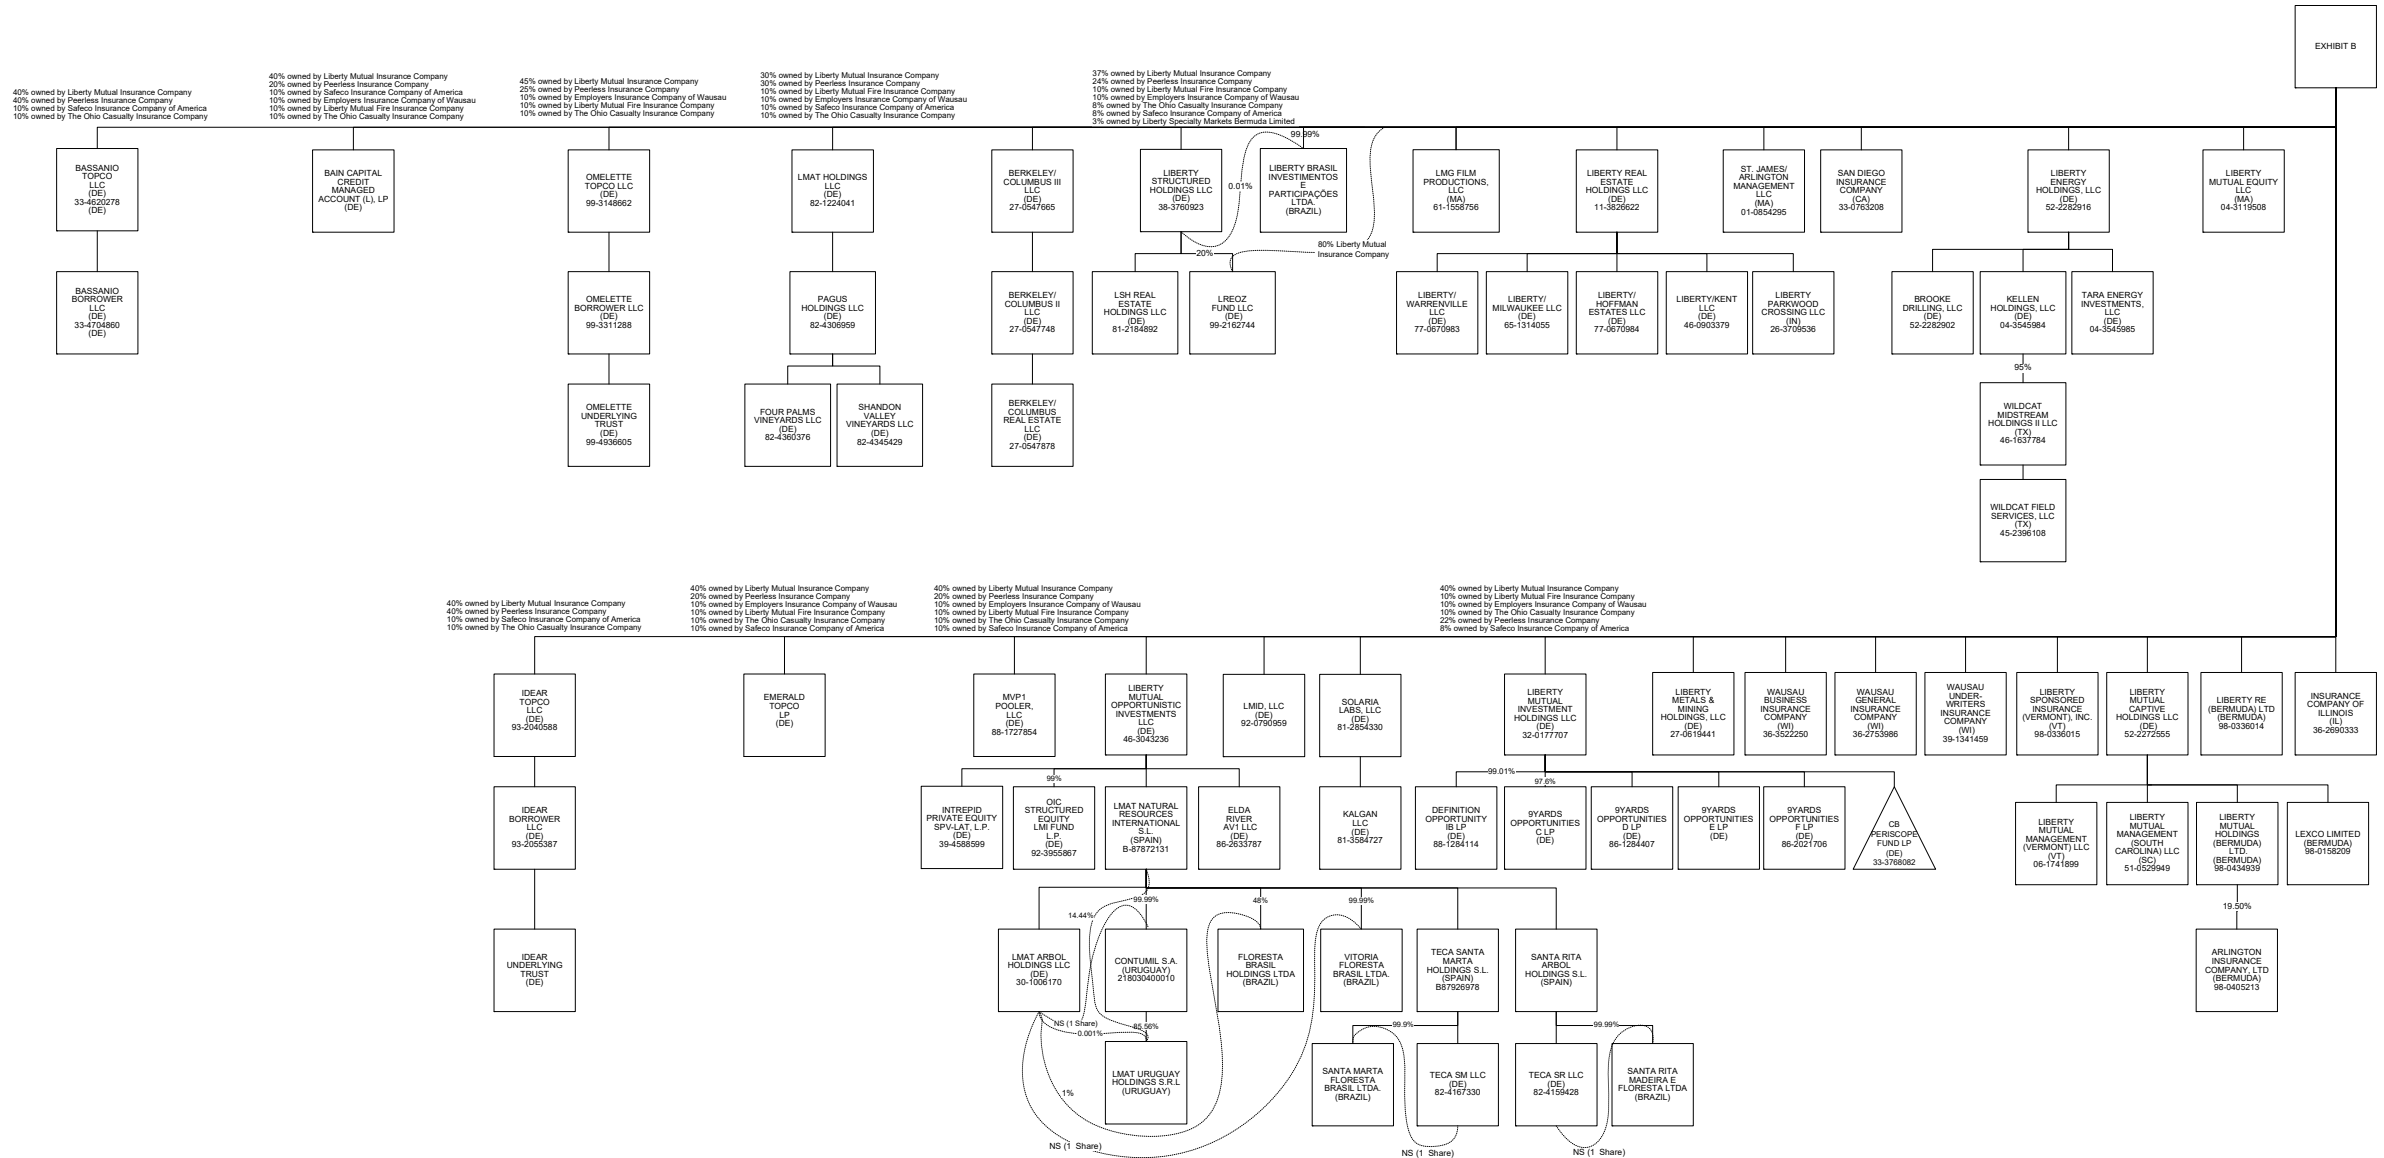 EXHIBIT B
40% owned by Liberty Mutual Insurance Company
40% owned by Peerless Insurance Company
10% owned by Safeco Insurance Company of America
10% owned by The Ohio Casualty Insurance Company
40% owned by Liberty Mutual Insurance Company
20% owned by Peerless Insurance Company
10% owned by Safeco Insurance Company of America
10% owned by Employers Insurance Company of Wausau
10% owned by Liberty Mutual Fire Insurance Company
10% owned by The Ohio Casualty Insurance Company
45% owned by Liberty Mutual Insurance Company
25% owned by Peerless Insurance Company
10% owned by Employers Insurance Company of Wausau
10% owned by Liberty Mutual Fire Insurance Company
10% owned by The Ohio Casualty Insurance Company
30% owned by Liberty Mutual Insurance Company
30% owned by Peerless Insurance Company
10% owned by Liberty Mutual Fire Insurance Company
10% owned by Employers Insurance Company of Wausau
10% owned by Safeco Insurance Company of America
10% owned by The Ohio Casualty Insurance Company
37% owned by Liberty Mutual Insurance Company
24% owned by Peerless Insurance Company
10% owned by Liberty Mutual Fire Insurance Company
10% owned by Employers Insurance Company of Wausau
8% owned by The Ohio Casualty Insurance Company
8% owned by Safeco Insurance Company of America
3% owned by Liberty Specialty Markets Bermuda Limited
BASSANIO
TOPCO
LLC
(DE)
33-4620278
(DE)
BAIN CAPITAL
CREDIT
MANAGED
ACCOUNT (L), LP
(DE)
OMELETTE
TOPCO LLC
(DE)
99-3148662
LMAT HOLDINGS
LLC
(DE)
82-1224041
BERKELEY/
COLUMBUS III
LLC
(DE)
27-0547665
LIBERTY
STRUCTURED
HOLDINGS LLC
(DE)
38-3760923
0.01%
99.99%
LIBERTY BRASIL
INVESTIMENTOS
E
PARTICIPAÇÕES
LTDA.
(BRAZIL)
LMG FILM
PRODUCTIONS,
LLC
(MA)
61-1558756
LIBERTY REAL
ESTATE
HOLDINGS LLC
(DE)
11-3826622
ST. JAMES/
ARLINGTON
MANAGEMENT
LLC
(MA)
01-0854295
SAN DIEGO
INSURANCE
COMPANY
(CA)
33-0763208
LIBERTY
ENERGY
HOLDINGS, LLC
(DE)
52-2282916
LIBERTY
MUTUAL EQUITY
LLC
(MA)
04-3119508
20%
80% Liberty Mutual
Insurance Company
BASSANIO
BORROWER
LLC
(DE)
33-4704860
(DE)
OMELETTE
BORROWER LLC
(DE)
99-3311288
PAGUS
HOLDINGS LLC
(DE)
82-4306959
BERKELEY/
COLUMBUS II
LLC
(DE)
27-0547748
LSH REAL
ESTATE
HOLDINGS LLC
(DE)
81-2184892
LREOZ
FUND LLC
(DE)
99-2162744
LIBERTY/
WARRENVILLE
LLC
(DE)
77-0670983
LIBERTY/
MILWAUKEE LLC
(DE)
65-1314055
LIBERTY/
HOFFMAN
ESTATES LLC
(DE)
77-0670984
LIBERTY/KENT
LLC
(DE)
46-0903379
LIBERTY
PARKWOOD
CROSSING LLC
(IN)
26-3709536
BROOKE
DRILLING, LLC
(DE)
52-2282902
KELLEN
HOLDINGS, LLC
(DE)
04-3545984
TARA ENERGY
INVESTMENTS,
LLC
(DE)
04-3545985
95%
OMELETTE
UNDERLYING
TRUST
(DE)
99-4936605
FOUR PALMS
VINEYARDS LLC
(DE)
82-4360376
SHANDON
VALLEY
VINEYARDS LLC
(DE)
82-4345429
BERKELEY/
COLUMBUS
REAL ESTATE
LLC
(DE)
27-0547878
WILDCAT
MIDSTREAM
HOLDINGS II LLC
(TX)
46-1637784
WILDCAT FIELD
SERVICES, LLC
(TX)
45-2396108
40% owned by Liberty Mutual Insurance Company
40% owned by Peerless Insurance Company
10% owned by Safeco Insurance Company of America
10% owned by The Ohio Casualty Insurance Company
40% owned by Liberty Mutual Insurance Company
20% owned by Peerless Insurance Company
10% owned by Employers Insurance Company of Wausau
10% owned by Liberty Mutual Fire Insurance Company
10% owned by The Ohio Casualty Insurance Company
10% owned by Safeco Insurance Company of America
40% owned by Liberty Mutual Insurance Company
20% owned by Peerless Insurance Company
10% owned by Employers Insurance Company of Wausau
10% owned by Liberty Mutual Fire Insurance Company
10% owned by The Ohio Casualty Insurance Company
10% owned by Safeco Insurance Company of America
40% owned by Liberty Mutual Insurance Company
10% owned by Liberty Mutual Fire Insurance Company
10% owned by Employers Insurance Company of Wausau
10% owned by The Ohio Casualty Insurance Company
22% owned by Peerless Insurance Company
8% owned by Safeco Insurance Company of America
IDEAR
TOPCO
LLC
(DE)
93-2040588
EMERALD
TOPCO
LP
(DE)
MVP1
POOLER,
LLC
(DE)
88-1727854
LIBERTY
MUTUAL
OPPORTUNISTIC
INVESTMENTS
LLC
(DE)
46-3043236
LMID, LLC
(DE)
92-0790959
SOLARIA
LABS, LLC
(DE)
81-2854330
LIBERTY
MUTUAL
INVESTMENT
HOLDINGS LLC
(DE)
32-0177707
LIBERTY
METALS &
MINING
HOLDINGS, LLC
(DE)
27-0619441
WAUSAU
BUSINESS
INSURANCE
COMPANY
(WI)
36-3522250
WAUSAU
GENERAL
INSURANCE
COMPANY
(WI)
36-2753986
WAUSAU
UNDER-
WRITERS
INSURANCE
COMPANY
(WI)
39-1341459
LIBERTY
SPONSORED
INSURANCE
(VERMONT), INC.
(VT)
98-0336015
LIBERTY
MUTUAL
CAPTIVE
HOLDINGS LLC
(DE)
52-2272555
LIBERTY RE
(BERMUDA) LTD
(BERMUDA)
98-0336014
INSURANCE
COMPANY OF
ILLINOIS
(IL)
36-2690333
99%
99.01%
97.6%
IDEAR
BORROWER
LLC
(DE)
93-2055387
INTREPID
PRIVATE EQUITY
SPV-LAT, L.P.
(DE)
39-4588599
OIC
STRUCTURED
EQUITY
LMI FUND
L.P.
(DE)
92-3955867
LMAT NATURAL
RESOURCES
INTERNATIONAL
S.L.
(SPAIN)
B-87872131
ELDA
RIVER
AV1 LLC
(DE)
86-2633787
KALGAN
LLC
(DE)
81-3584727
DEFINITION
OPPORTUNITY
IB LP
(DE)
88-1284114
9YARDS
OPPORTUNITIES
C LP
(DE)
9YARDS
OPPORTUNITIES
D LP
(DE)
86-1284407
9YARDS
OPPORTUNITIES
E LP
(DE)
9YARDS
OPPORTUNITIES
F LP
(DE)
86-2021706
CB
PERISCOPE
FUND LP
(DE)
33-3768082
LIBERTY
MUTUAL
MANAGEMENT
(VERMONT) LLC
(VT)
06-1741899
LIBERTY
MUTUAL
MANAGEMENT
(SOUTH
CAROLINA) LLC
(SC)
51-0529949
LIBERTY
MUTUAL
HOLDINGS
(BERMUDA)
LTD.
(BERMUDA)
98-0434939
LEXCO LIMITED
(BERMUDA)
98-0158209
14.44%
99.99%
48%
99.99%
19.50%
IDEAR
UNDERLYING
TRUST
(DE)
LMAT ARBOL
HOLDINGS LLC
(DE)
30-1006170
CONTUMIL S.A.
(URUGUAY)
218030400010
FLORESTA
BRASIL
HOLDINGS LTDA
(BRAZIL)
VITORIA
FLORESTA
BRASIL LTDA.
(BRAZIL)
TECA SANTA
MARTA
HOLDINGS S.L.
(SPAIN)
B87926978
SANTA RITA
ARBOL
HOLDINGS S.L.
(SPAIN)
ARLINGTON
INSURANCE
COMPANY, LTD
(BERMUDA)
98-0405213
NS (1 Share)
0.001%
85.56%
99.9%
99.99%
LMAT URUGUAY
HOLDINGS S.R.L
(URUGUAY)
SANTA MARTA
FLORESTA
BRASIL LTDA.
(BRAZIL)
TECA SM LLC
(DE)
82-4167330
TECA SR LLC
(DE)
82-4159428
SANTA RITA
MADEIRA E
FLORESTA LTDA
(BRAZIL)
1%
NS (1 Share)
NS (1 Share)
NS (1 Share)